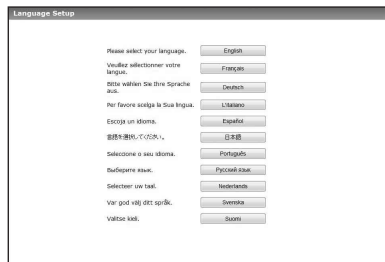 Language Setup
Please select your language.
English
Veuillez sélectionner votre
langue.
Français
Bitte wählen Sie Ihre Sprache
aus.
Deutsch
Per favore scelga la Sua lingua.
L'italiano
Escoja un idioma.
Español
言語を選択してください。
日本語
Seleccione o seu idioma.
Português
Выберите язык.
Русский язык
Selecteer uw taal.
Nederlands
Var god välj ditt språk.
Svenska
Valitse kieli.
Suomi